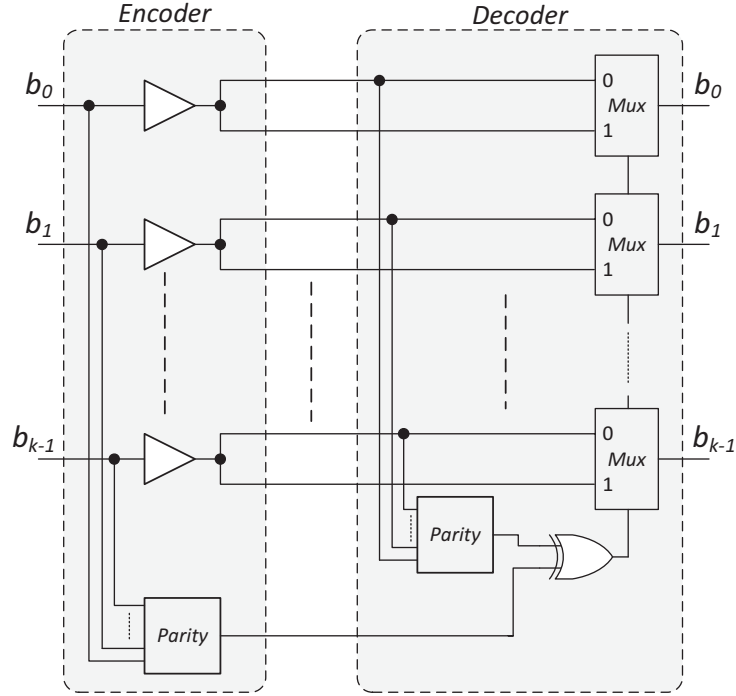 Encoder
Decoder
b0
0
Mux
1
b0
b1
0
Mux
1
b1
bk-1
0
Mux
1
bk-1
Parity
Parity